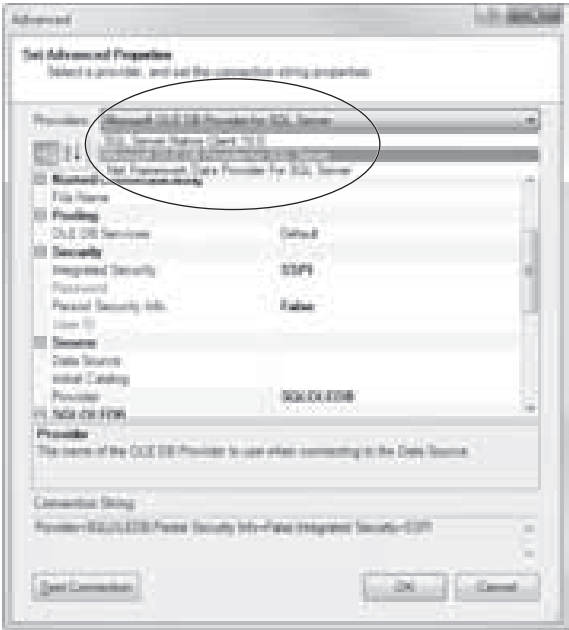 Advanced
Set Advanced Properties
Select a provider, and set the connection string properties.
Providers: Microsoft OLE DB Provider for SQL Server
SQL Server Native Client 10.0
.Net Framework Data Provider for SQL Server
File Name
Pooling
OLE DB Services Default
Security
Integrated Security SSPI
Password
Persist Security Info False
User ID
Source
Data Source
Initial Catalog
Provider SQLOLEDB
SQLOLEDB
Provider
The name of the OLE DB Provider to use when connecting to the Data Source.
Connection String:
Provider=SQLOLEDB;Persist Security Info=False;Integrated Security=SSPI
Test Connection OK Cancel